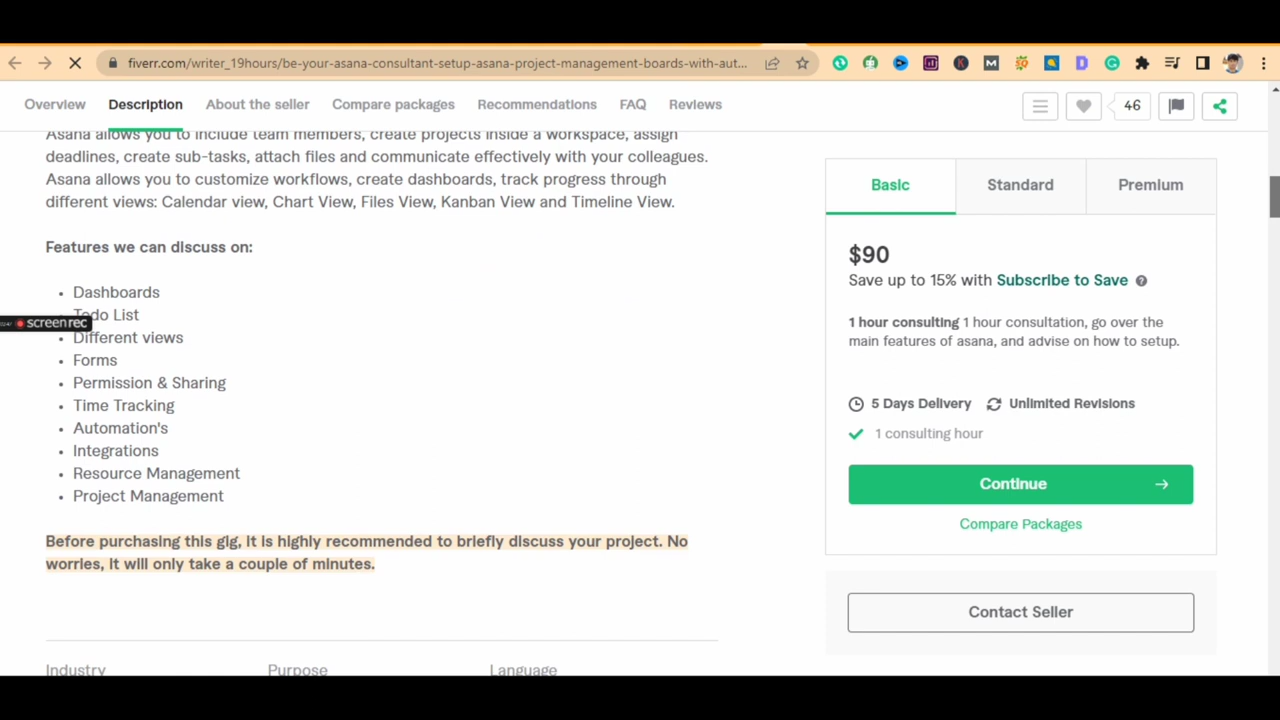 fiverr.com/writer_19hours/be-your-asana-consultant-setup-asana-project-management-boards-with-aut...
Overview Description About the seller Compare packages Recommendations FAQ Reviews 46
Asana allows you to include team members, create projects inside a workspace, assign
deadlines, create sub-tasks, attach files and communicate effectively with your colleagues.
Asana allows you to customize workflows, create dashboards, track progress through
different views: Calendar view, Chart View, Files View, Kanban View and Timeline View.
Features we can discuss on:
Dashboards
Todo List
screenrec
Different views
Forms
Permission & Sharing
Time Tracking
Automation's
Integrations
Resource Management
Project Management
Before purchasing this gig, it is highly recommended to briefly discuss your project. No
worries, it will only take a couple of minutes.
Industry Purpose Language
Basic Standard Premium
$90
Save up to 15% with Subscribe to Save
1 hour consulting 1 hour consultation, go over the
main features of asana, and advise on how to setup.
5 Days Delivery Unlimited Revisions
1 consulting hour
Continue
Compare Packages
Contact Seller